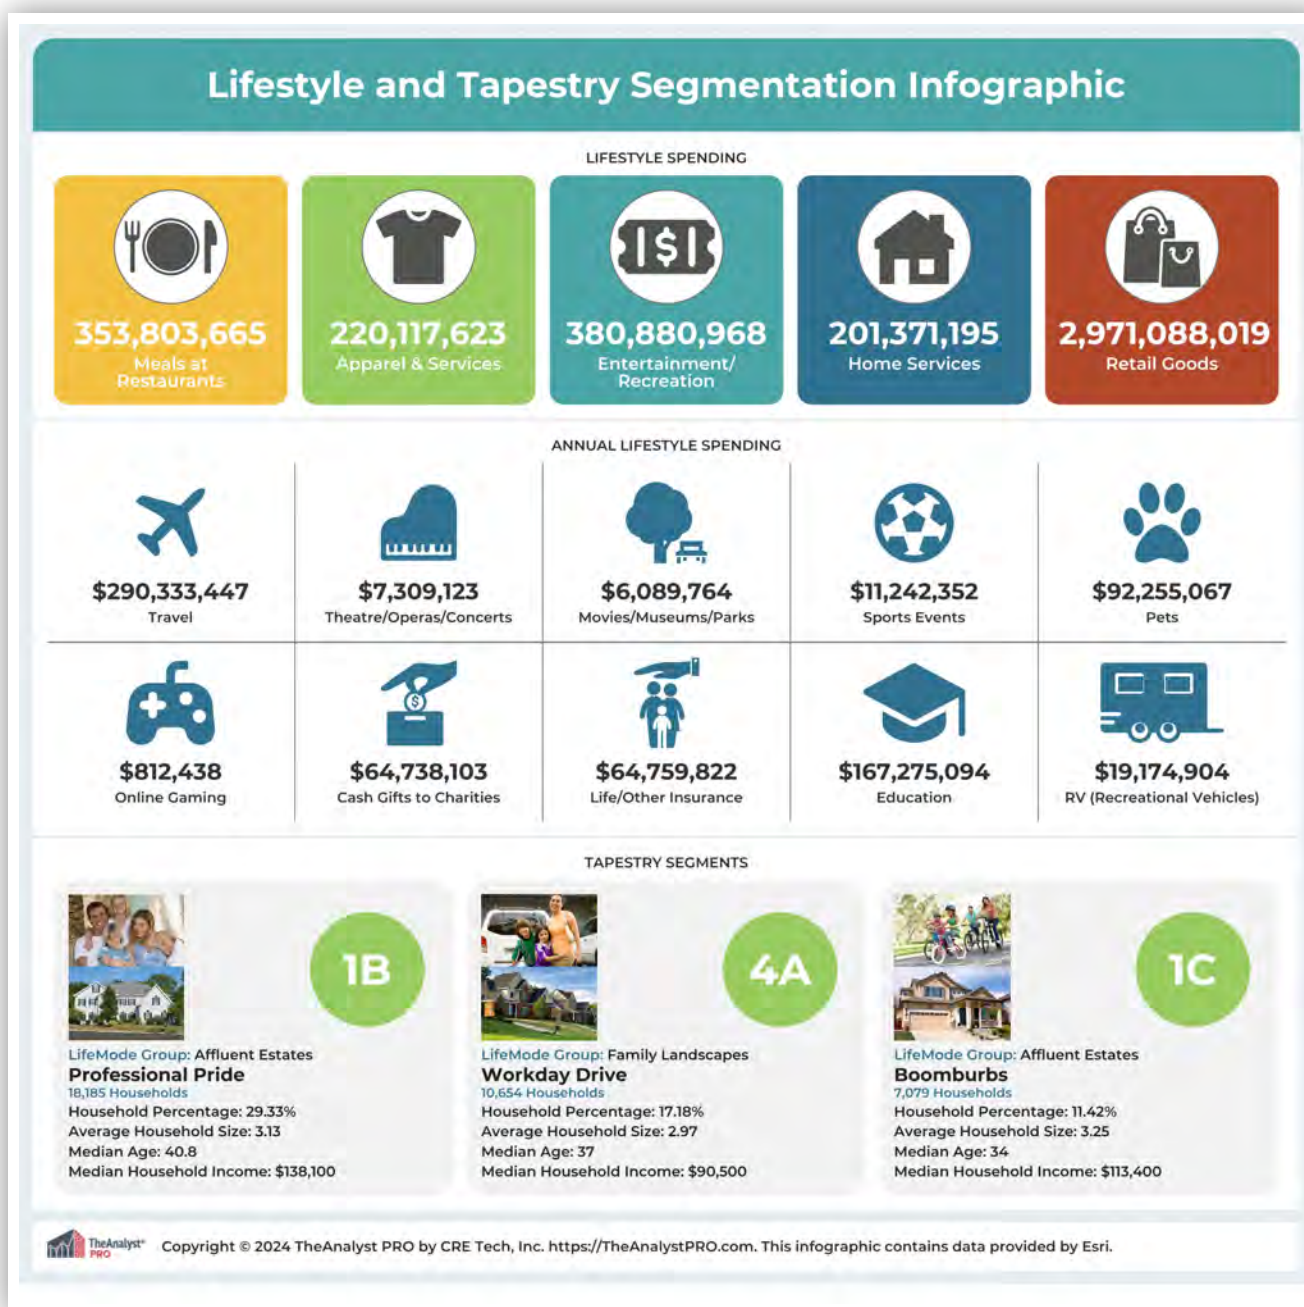 Lifestyle and Tapestry Segmentation Infographic
LIFESTYLE SPENDING
353,803,665
Meals at
Restaurants
220,117,623
Apparel & Services
$
380,880,968
Entertainment/
Recreation
201,371,195
Home Services
2,971,088,019
Retail Goods
ANNUAL LIFESTYLE SPENDING
$290,333,447
Travel
$7,309,123
Theatre/Operas/Concerts
$6,089,764
Movies/Museums/Parks
$11,242,352
Sports Events
$92,255,067
Pets
$812,438
Online Gaming
$
$64,738,103
Cash Gifts to Charities
$64,759,822
Life/Other Insurance
$167,275,094
Education
$19,174,904
RV (Recreational Vehicles)
TAPESTRY SEGMENTS
1B
LifeMode Group: Affluent Estates
Professional Pride
18,185 Households
Household Percentage: 29.33%
Average Household Size: 3.13
Median Age: 40.8
Median Household Income: $138,100
4A
LifeMode Group: Family Landscapes
Workday Drive
10,654 Households
Household Percentage: 17.18%
Average Household Size: 2.97
Median Age: 37
Median Household Income: $90,500
1C
LifeMode Group: Affluent Estates
Boomburbs
7,079 Households
Household Percentage: 11.42%
Average Household Size: 3.25
Median Age: 34
Median Household Income: $113,400
TheAnalyst®
PRO
Copyright © 2024 TheAnalyst PRO by CRE Tech, Inc. https://TheAnalystPRO.com. This infographic contains data provided by Esri.